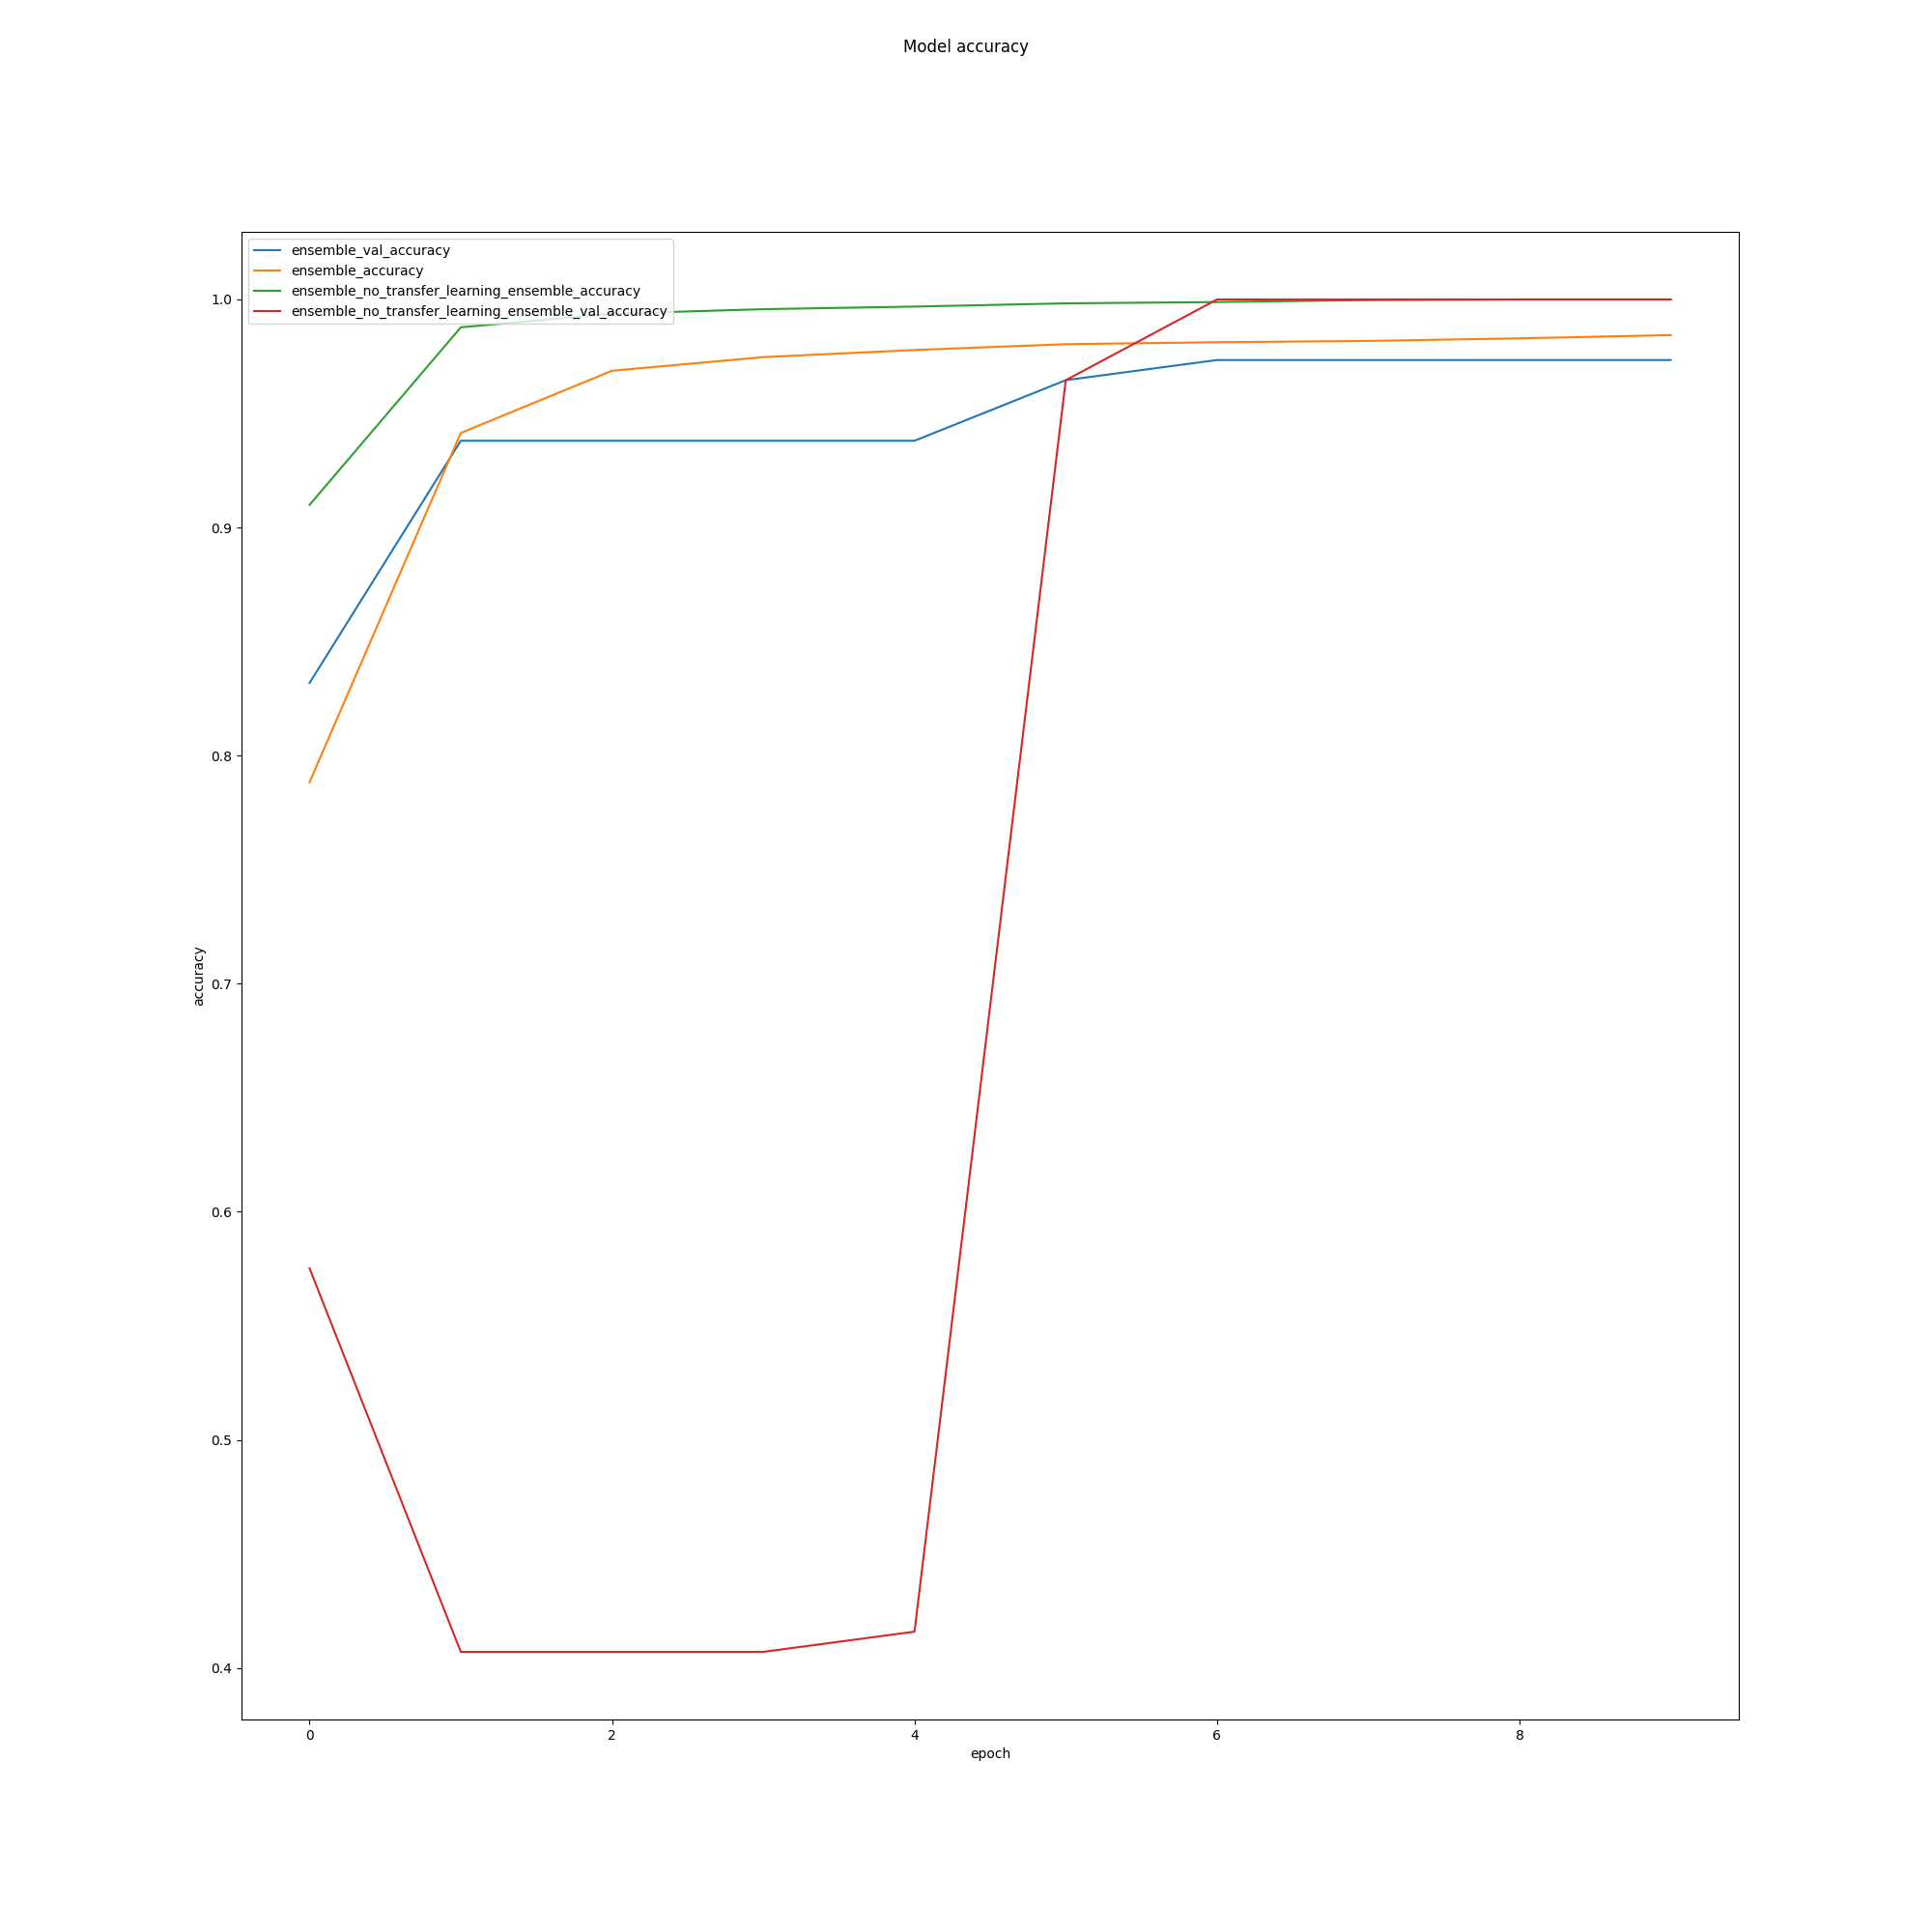 Model accuracy
ensemble_val_accuracy
ensemble_accuracy
ensemble_no_transfer_learning_ensemble_accuracy
ensemble_no_transfer_learning_ensemble_val_accuracy
1.0
0.9
0.8
0.7
0.6
0.5
0.4
accuracy
0 2 4 6 8
epoch